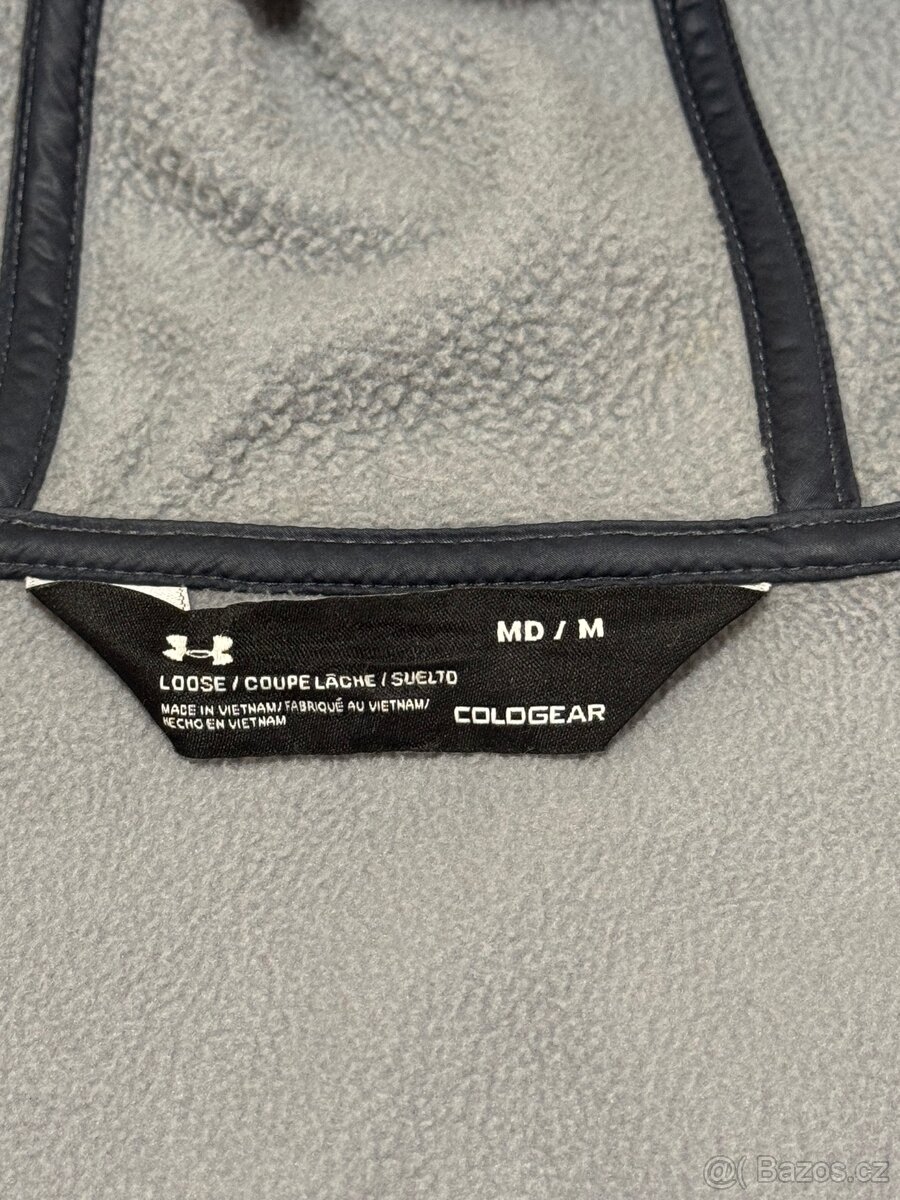 MD / M
LOOSE / COUPE LÂCHE / SUELTO
MADE IN VIETNAM/ FABRIQUÉ AU VIETNAM/
HECHO EN VIETNAM
COLDGEAR
@( Bazos.cz